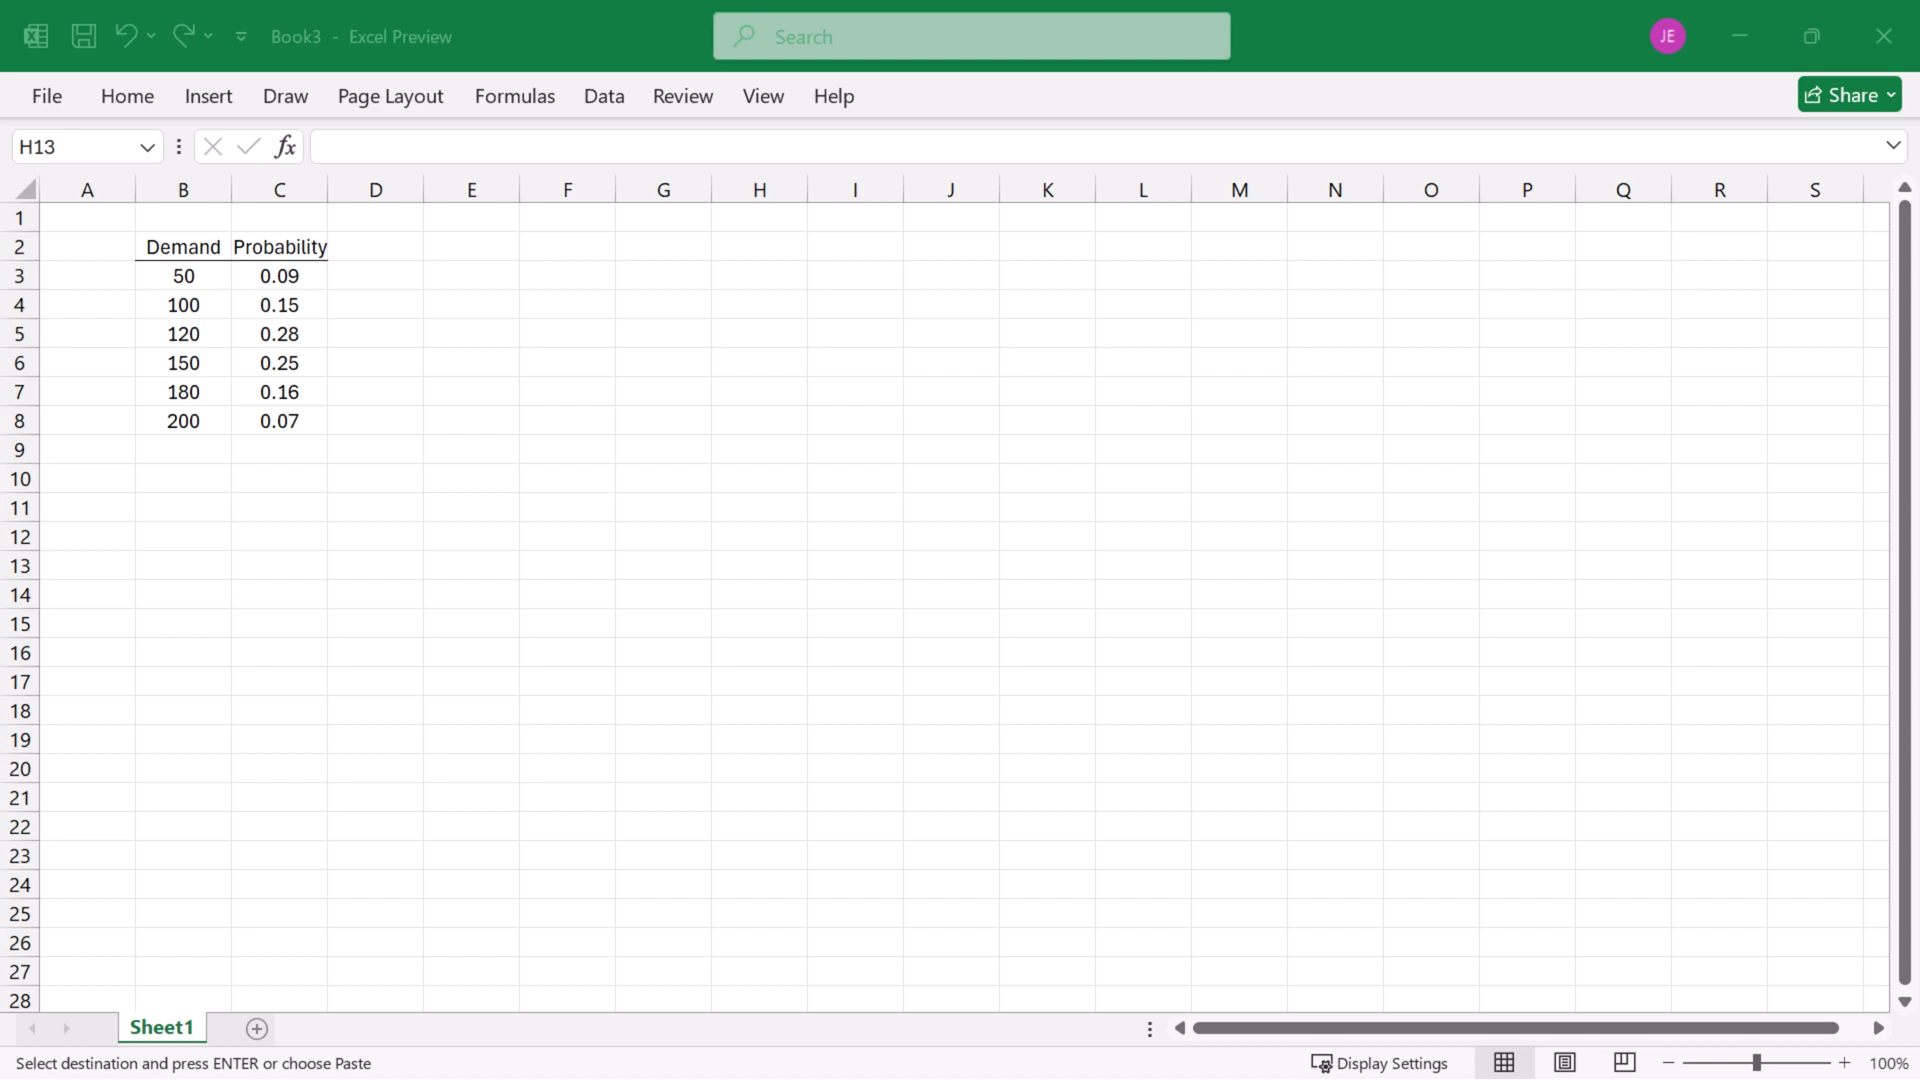 Book3 - Excel Preview
Search
JE
File Home Insert Draw Page Layout Formulas Data Review View Help
Share
H13
fx
A B C D E F G H I J K L M N O P Q R S
1
2 Demand Probability
3 50 0.09
4 100 0.15
5 120 0.28
6 150 0.25
7 180 0.16
8 200 0.07
9
10
11
12
13
14
15
16
17
18
19
20
21
22
23
24
25
26
27
28
Sheet1
Select destination and press ENTER or choose Paste
Display Settings
100%